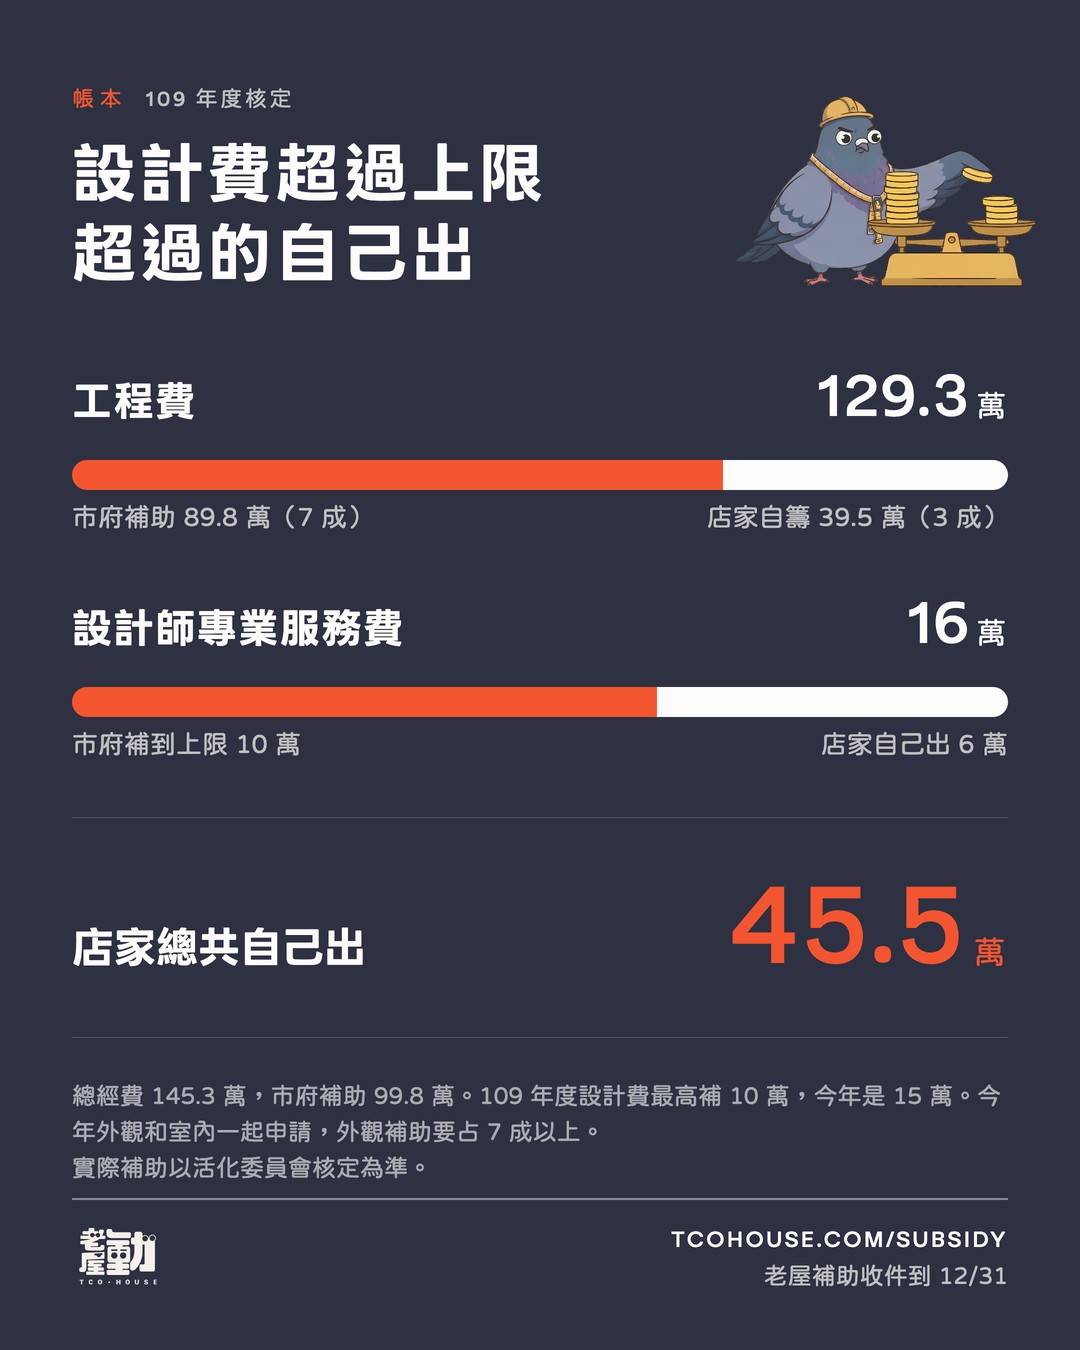 帳本 109 年度核定
設計費超過上限
超過的自己出
工程費 129.3 萬
市府補助 89.8 萬（7 成） 店家自籌 39.5 萬（3 成）
設計師專業服務費 16 萬
市府補到上限 10 萬 店家自己出 6 萬
店家總共自己出 45.5 萬
總經費 145.3 萬，市府補助 99.8 萬。109 年度設計費最高補 10 萬，今年是 15 萬。今
年外觀和室內一起申請，外觀補助要占 7 成以上。
實際補助以活化委員會核定為準。
老屋動
TCO·HOUSE
TCOHOUSE.COM/SUBSIDY
老屋補助收件到 12/31